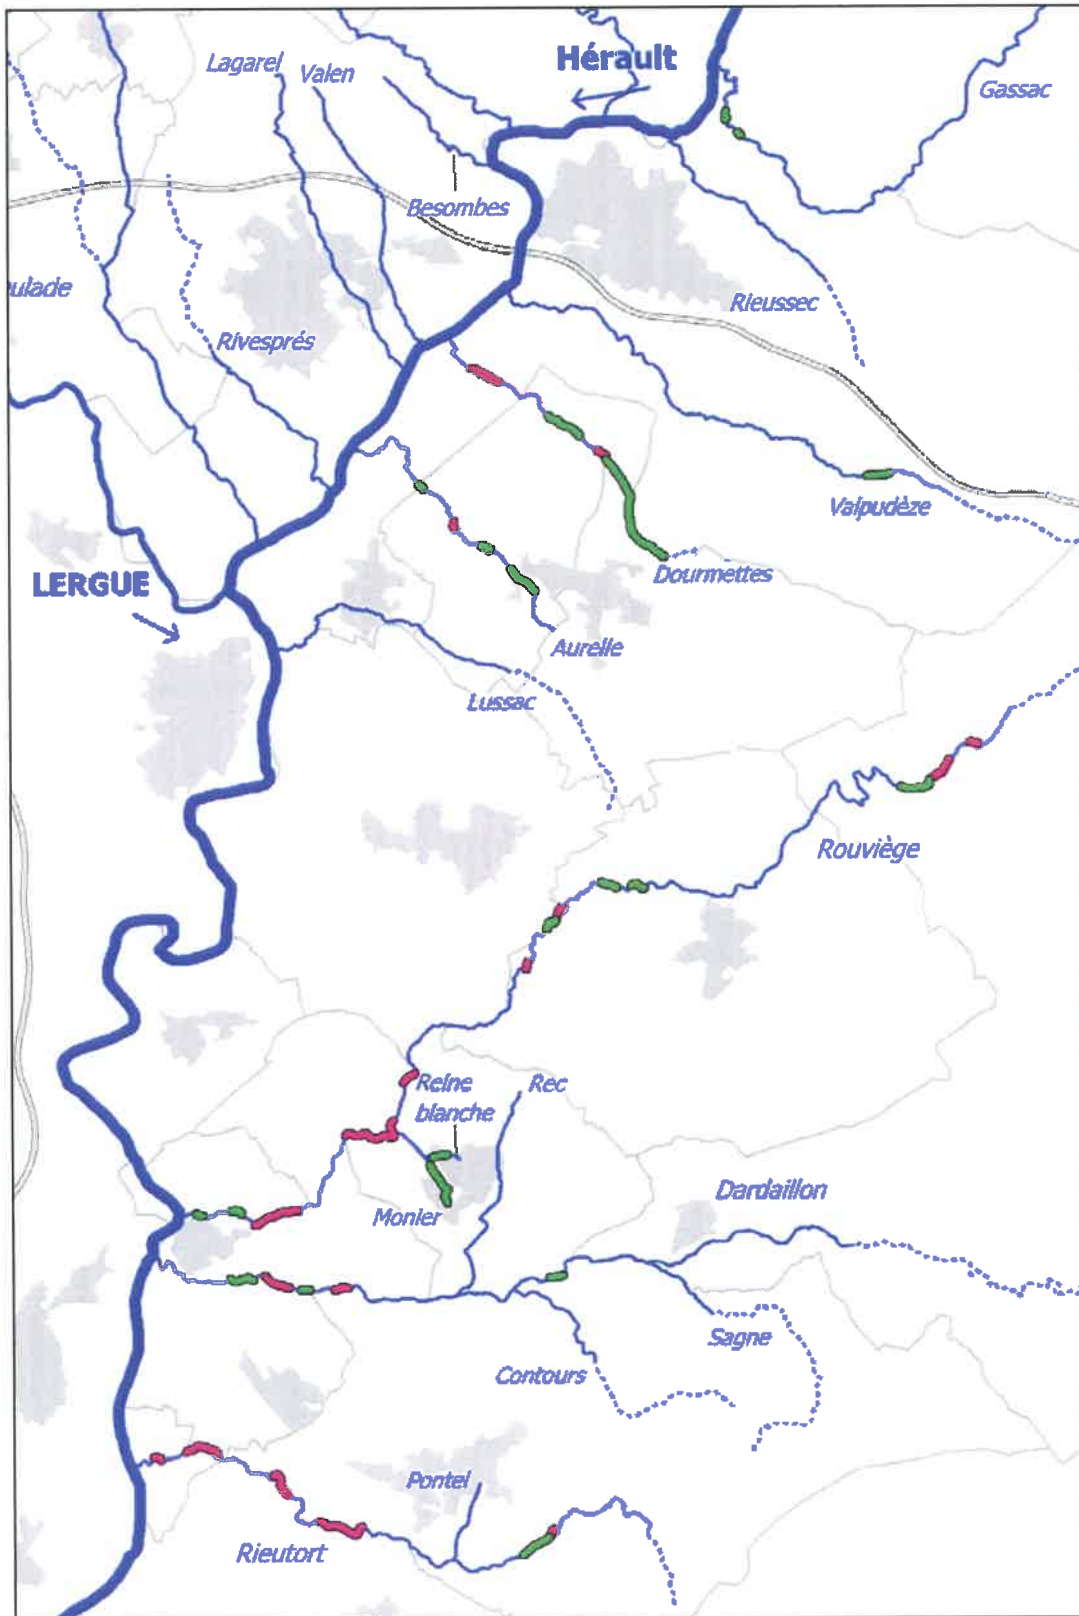 Hérault
Lagarel
Valen
Gassac
Besombes
ulade
Rieussec
Rivesprés
Valpudèze
LERGUE
Dourmettes
Aurelle
Lussac
Rouviège
Reine
blanche
Rec
Dardaillon
Monier
Sagne
Contours
Pontel
Rieutort